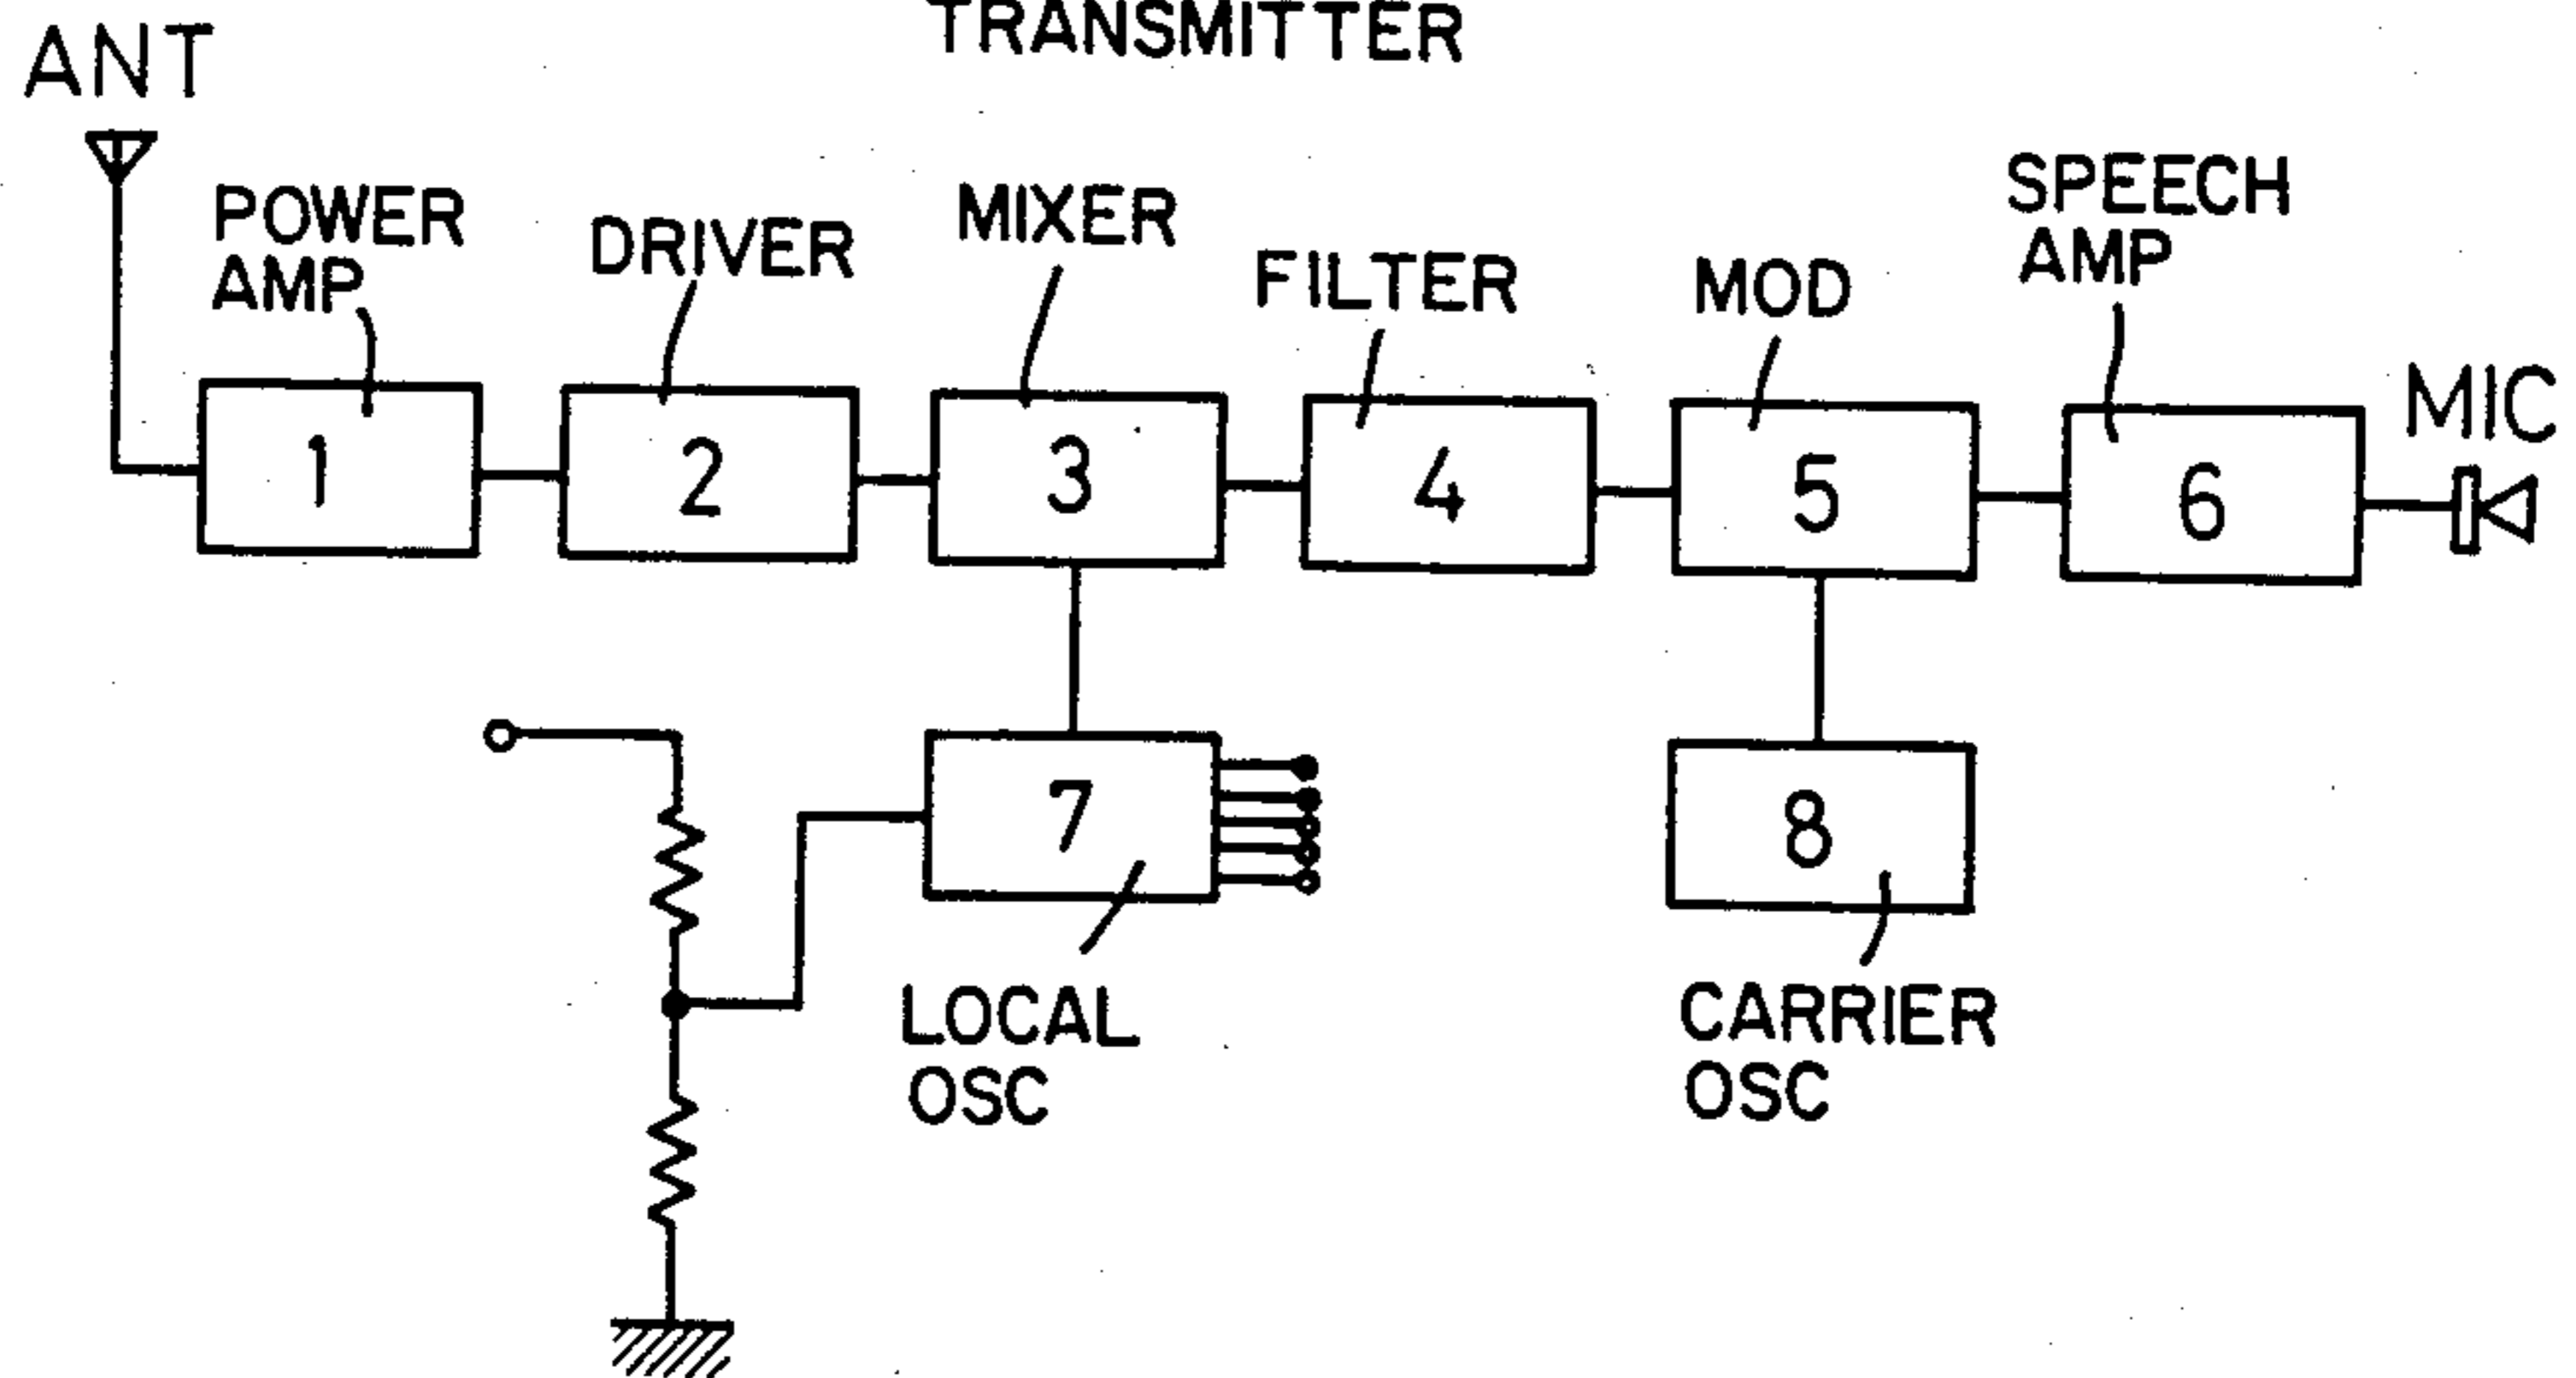 TRANSMITTER
ANT
POWER
AMP
DRIVER
MIXER
FILTER
MOD
SPEECH
AMP
MIC
1
2
3
4
5
6
7
8
LOCAL
OSC
CARRIER
OSC